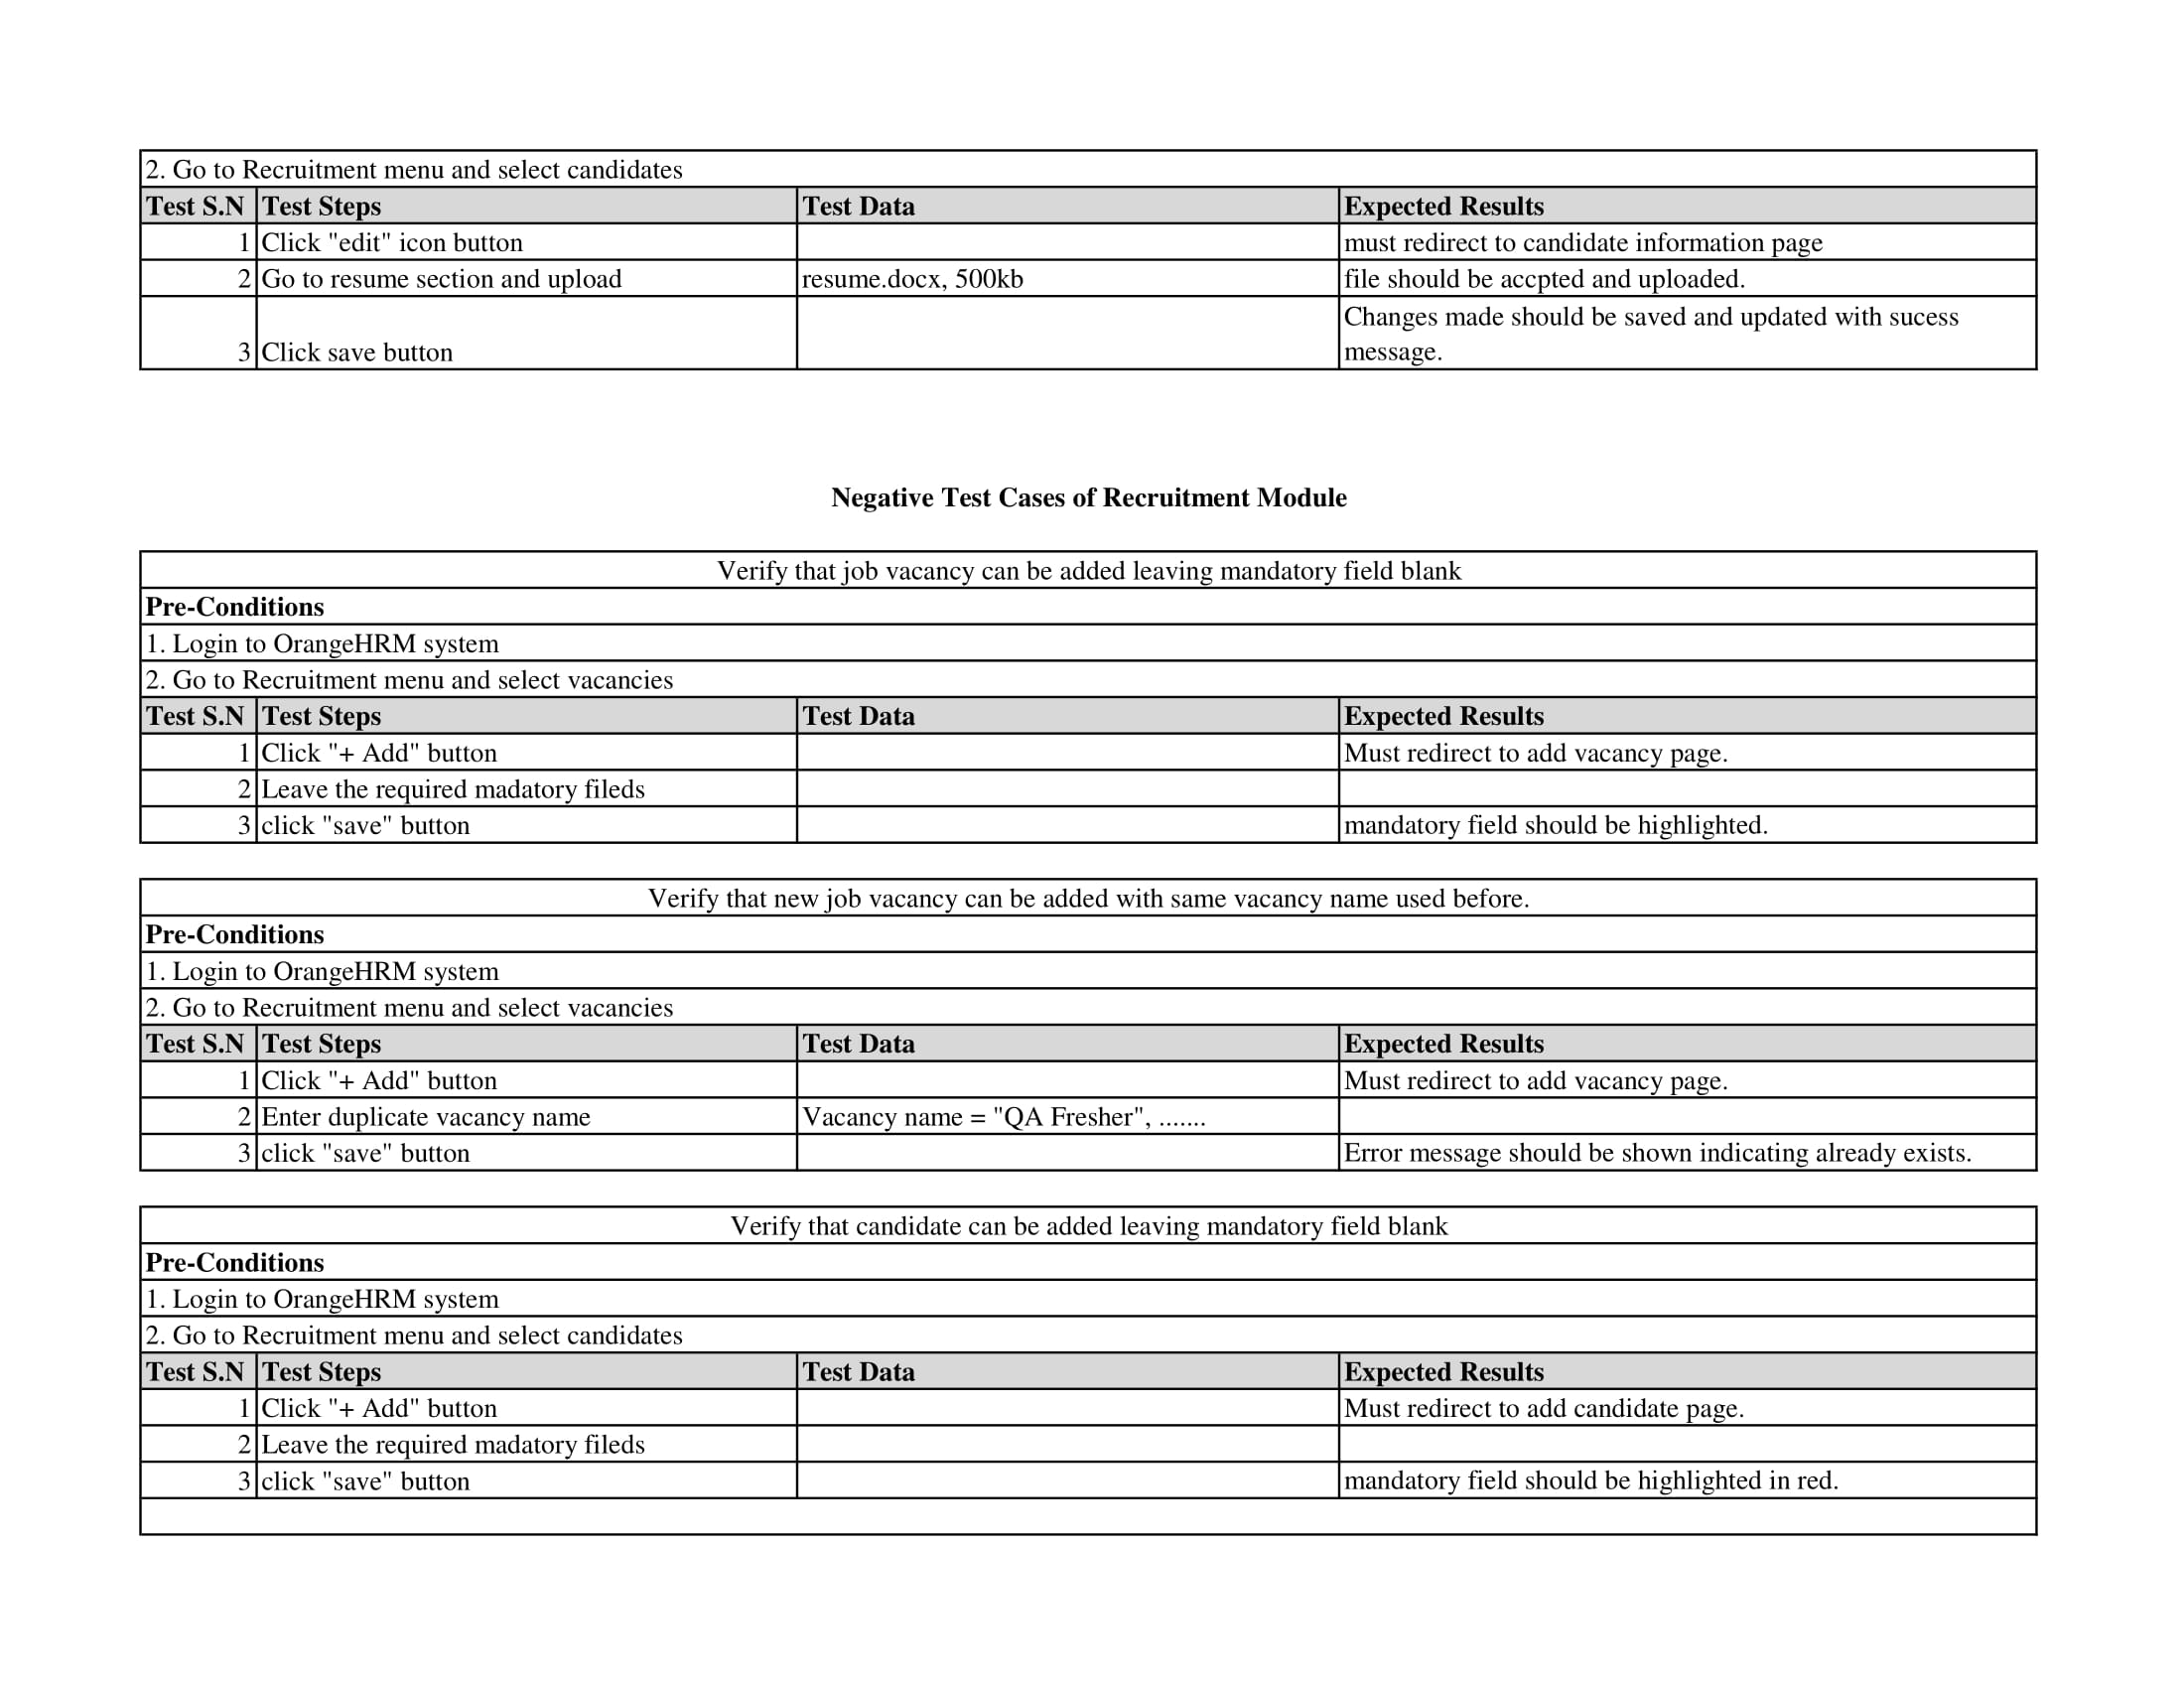 2. Go to Recruitment menu and select candidates
Test S.N Test Steps Test Data Expected Results
1 Click "edit" icon button must redirect to candidate information page
2 Go to resume section and upload resume.docx, 500kb file should be accpted and uploaded.
3 Click save button Changes made should be saved and updated with sucess
message.
Negative Test Cases of Recruitment Module
Verify that job vacancy can be added leaving mandatory field blank
Pre-Conditions
1. Login to OrangeHRM system
2. Go to Recruitment menu and select vacancies
Test S.N Test Steps Test Data Expected Results
1 Click "+ Add" button Must redirect to add vacancy page.
2 Leave the required madatory fileds
3 click "save" button mandatory field should be highlighted.
Verify that new job vacancy can be added with same vacancy name used before.
Pre-Conditions
1. Login to OrangeHRM system
2. Go to Recruitment menu and select vacancies
Test S.N Test Steps Test Data Expected Results
1 Click "+ Add" button Must redirect to add vacancy page.
2 Enter duplicate vacancy name Vacancy name = "QA Fresher", .......
3 click "save" button Error message should be shown indicating already exists.
Verify that candidate can be added leaving mandatory field blank
Pre-Conditions
1. Login to OrangeHRM system
2. Go to Recruitment menu and select candidates
Test S.N Test Steps Test Data Expected Results
1 Click "+ Add" button Must redirect to add candidate page.
2 Leave the required madatory fileds
3 click "save" button mandatory field should be highlighted in red.